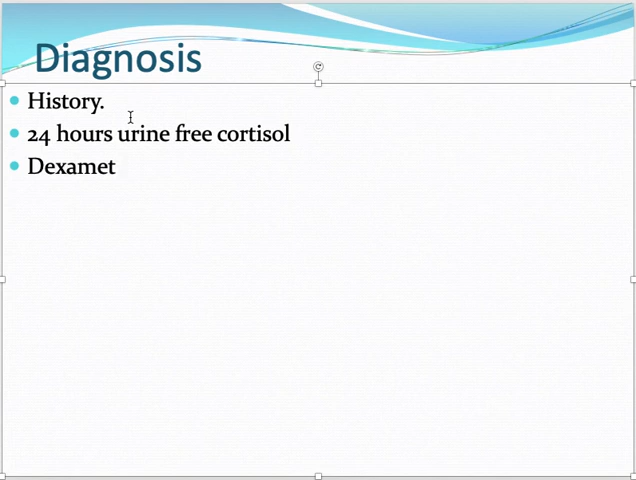 Diagnosis
History.
24 hours urine free cortisol
Dexamet